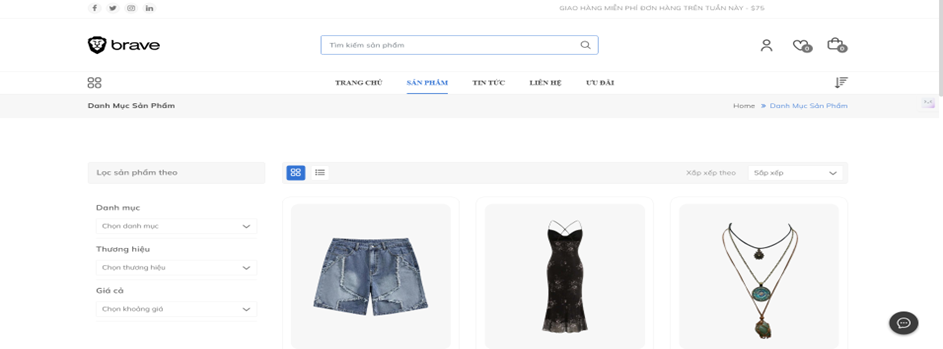 GIAO HÀNG MIỄN PHÍ ĐƠN HÀNG TRÊN TUẦN NÀY - $75
brave
Tìm kiếm sản phẩm
0
0
TRANG CHỦ SẢN PHẨM TIN TỨC LIÊN HỆ ƯU ĐÃI
Danh Mục Sản Phẩm
Home » Danh Mục Sản Phẩm
Lọc sản phẩm theo
Xắp xếp theo
Sắp xếp
Danh mục
Chọn danh mục
Thương hiệu
Chọn thương hiệu
Giá cả
Chọn khoảng giá